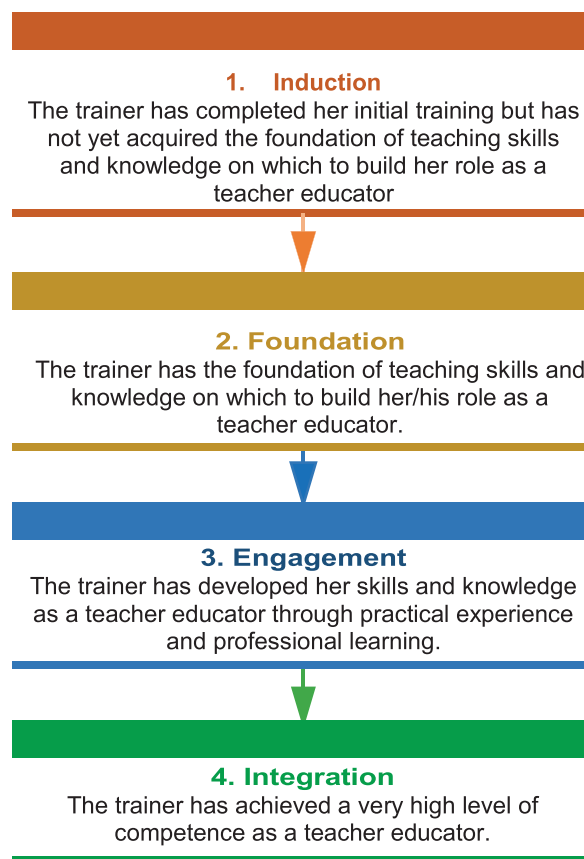 1. Induction
The trainer has completed her initial training but has
not yet acquired the foundation of teaching skills
and knowledge on which to build her role as a
teacher educator
2. Foundation
The trainer has the foundation of teaching skills and
knowledge on which to build her/his role as a
teacher educator.
3. Engagement
The trainer has developed her skills and knowledge
as a teacher educator through practical experience
and professional learning.
4. Integration
The trainer has achieved a very high level of
competence as a teacher educator.